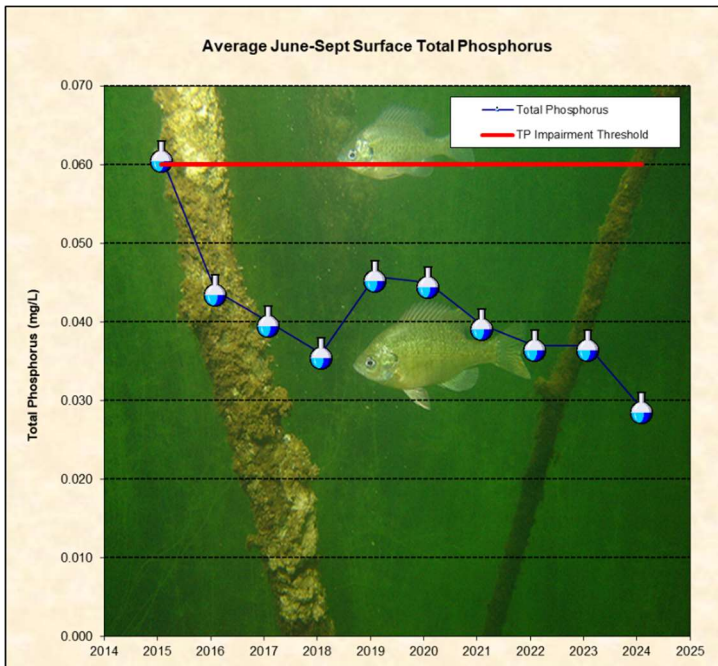 Average June-Sept Surface Total Phosphorus
Total Phosphorus
TP Impairment Threshold
Total Phosphorus (mg/L)
0.070
0.060
0.050
0.040
0.030
0.020
0.010
0.000
2014 2015 2016 2017 2018 2019 2020 2021 2022 2023 2024 2025